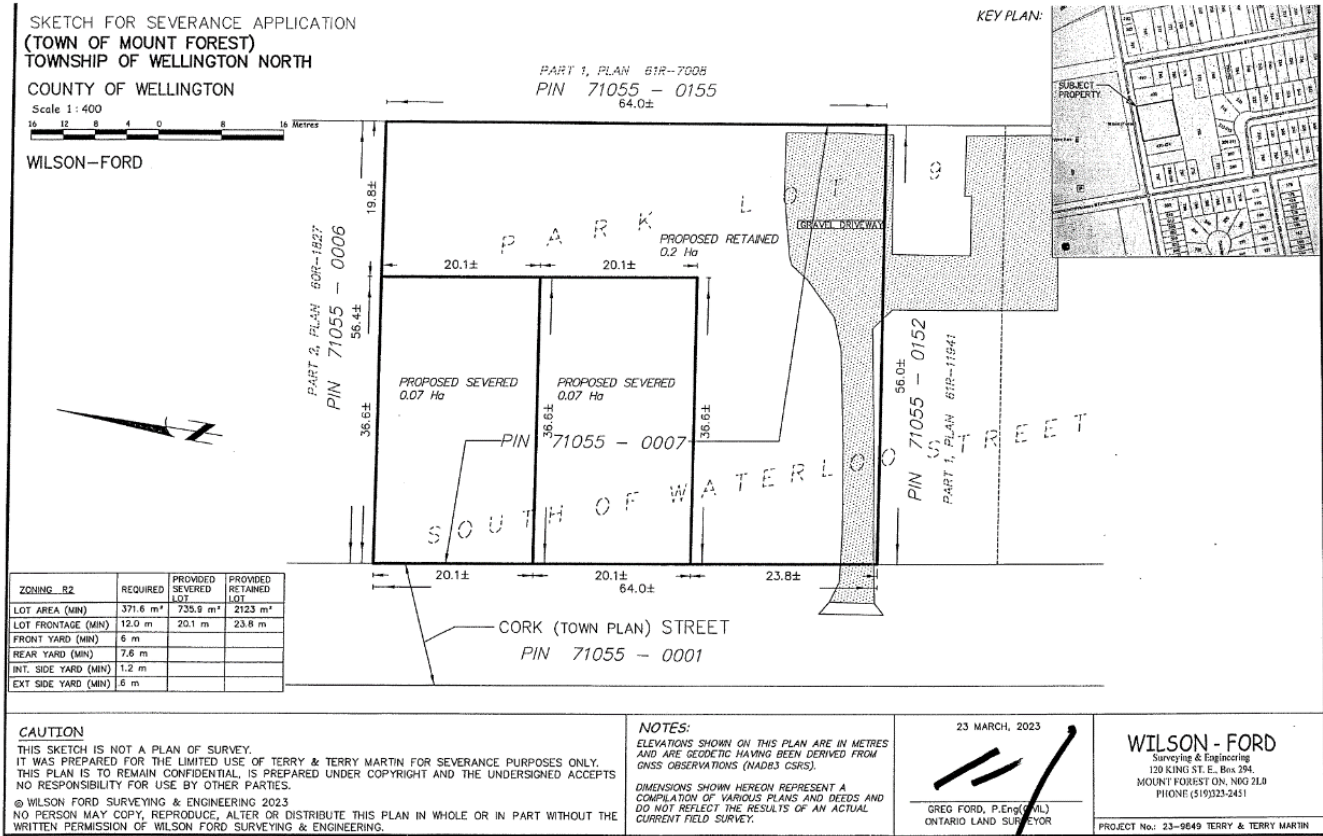 SKETCH FOR SEVERANCE APPLICATION
(TOWN OF MOUNT FOREST)
TOWNSHIP OF WELLINGTON NORTH
COUNTY OF WELLINGTON
Scale 1 : 400
16 12 8 4 0 8 16 Metres
WILSON-FORD
KEY PLAN:
SUBJECT
PROPERTY
PART 1, PLAN 61R-7008
PIN 71055 - 0155
64.0±
19.8±
PART 2, PLAN 60R-1827
PIN 71055 - 0006
56.4±
36.6±
PARK LOT 9
GRAVEL DRIVEWAY
PROPOSED RETAINED
0.2 Ha
20.1± 20.1±
PROPOSED SEVERED
0.07 Ha
PROPOSED SEVERED
0.07 Ha
36.6±
36.6±
PIN 71055 - 0007
56.0±
PIN 71055 - 0152
PART 1, PLAN 61R-11941
SOUTH OF WATERLOO STREET
20.1± 20.1± 23.8±
64.0±
CORK (TOWN PLAN) STREET
PIN 71055 - 0001
ZONING R2 REQUIRED PROVIDED SEVERED LOT PROVIDED RETAINED LOT
LOT AREA (MIN) 371.6 m² 735.9 m² 2123 m²
LOT FRONTAGE (MIN) 12.0 m 20.1 m 23.8 m
FRONT YARD (MIN) 6 m
REAR YARD (MIN) 7.6 m
INT. SIDE YARD (MIN) 1.2 m
EXT SIDE YARD (MIN) 6 m
CAUTION
THIS SKETCH IS NOT A PLAN OF SURVEY.
IT WAS PREPARED FOR THE LIMITED USE OF TERRY & TERRY MARTIN FOR SEVERANCE PURPOSES ONLY.
THIS PLAN IS TO REMAIN CONFIDENTIAL, IS PREPARED UNDER COPYRIGHT AND THE UNDERSIGNED ACCEPTS
NO RESPONSIBILITY FOR USE BY OTHER PARTIES.
© WILSON FORD SURVEYING & ENGINEERING 2023
NO PERSON MAY COPY, REPRODUCE, ALTER OR DISTRIBUTE THIS PLAN IN WHOLE OR IN PART WITHOUT THE
WRITTEN PERMISSION OF WILSON FORD SURVEYING & ENGINEERING.
NOTES:
ELEVATIONS SHOWN ON THIS PLAN ARE IN METRES
AND ARE GEODETIC HAVING BEEN DERIVED FROM
GNSS OBSERVATIONS (NAD83 CSRS).
DIMENSIONS SHOWN HEREON REPRESENT A
COMPILATION OF VARIOUS PLANS AND DEEDS AND
DO NOT REFLECT THE RESULTS OF AN ACTUAL
CURRENT FIELD SURVEY.
23 MARCH, 2023
GREG FORD, P.Eng(CIVIL)
ONTARIO LAND SURVEYOR
WILSON - FORD
Surveying & Engineering
120 KING ST. E., Box 294.
MOUNT FOREST ON, N0G 2L0
PHONE (519)323-2451
PROJECT No.: 23-9649 TERRY & TERRY MARTIN